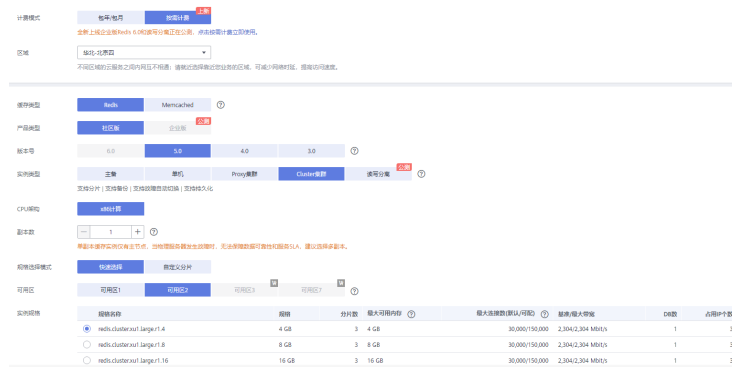 计费模式 包年/包月 按需计费 上新
全新上线企业版Redis 6.0和读写分离正在公测，点击按需计费立即使用。
区域 华北-北京四
不同区域的云服务之间内网互不相通；请就近选择靠近您业务的区域，可减少网络时延，提高访问速度。
缓存类型 Redis Memcached
产品类型 社区版 企业版 公测
版本号 6.0 5.0 4.0 3.0
实例类型 主备 单机 Proxy集群 Cluster集群 读写分离 公测
支持分片 | 支持备份 | 支持故障自动切换 | 支持持久化
CPU架构 x86计算
副本数 — 1 +
单副本缓存实例仅有主节点，当物理服务器发生故障时，无法保障数据可靠性和服务SLA，建议选择多副本。
规格选择模式 快速选择 自定义分片
可用区 可用区1 可用区2 可用区3 可用区7
实例规格 规格名称 规格 分片数 最大可用内存 最大连接数(默认/可配) 基准/最大带宽 DB数 占用IP个数
redis.cluster.xu1.large.r1.4 4 GB 3 4 GB 30,000/150,000 2,304/2,304 Mbit/s 1 3
redis.cluster.xu1.large.r1.8 8 GB 3 8 GB 30,000/150,000 2,304/2,304 Mbit/s 1 3
redis.cluster.xu1.large.r1.16 16 GB 3 16 GB 30,000/150,000 2,304/2,304 Mbit/s 1 3